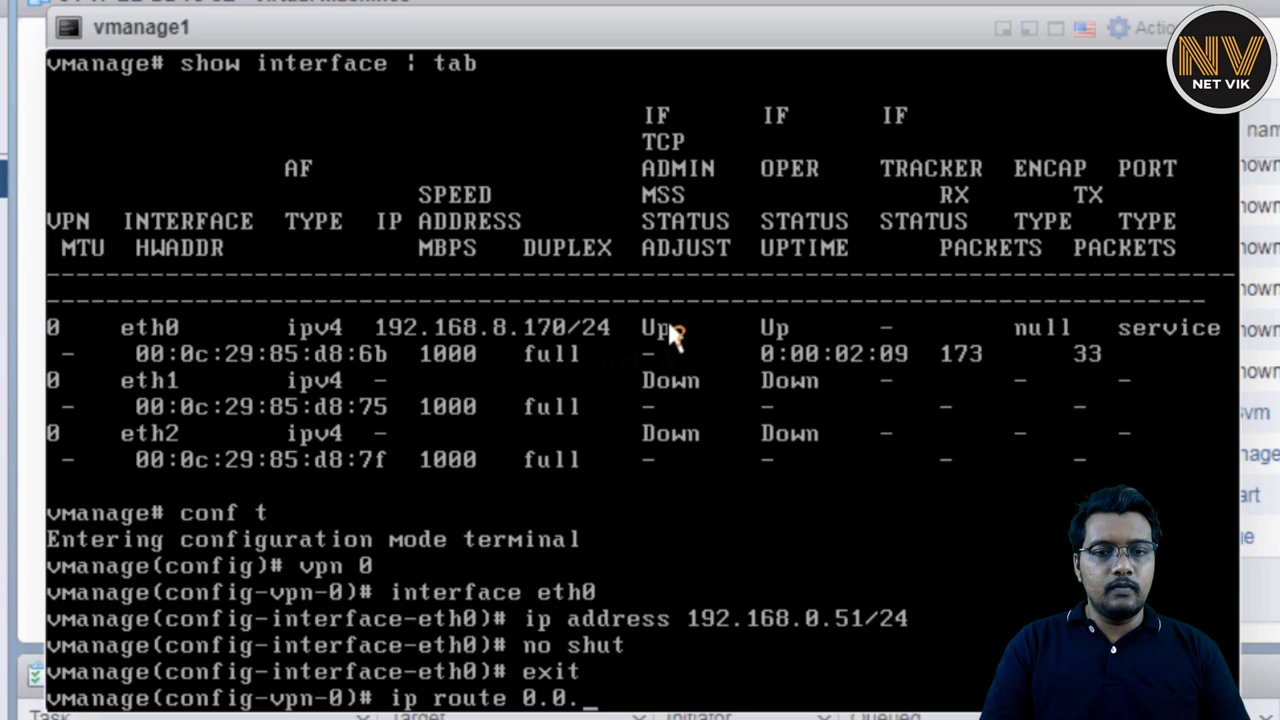 vmanage1
Actio
NV
NET VIK
vmanage# show interface | tab
IF IF IF
TCP
AF ADMIN OPER TRACKER ENCAP PORT
SPEED MSS RX TX
VPN INTERFACE TYPE IP ADDRESS STATUS STATUS STATUS TYPE TYPE
MTU HWADDR MBPS DUPLEX ADJUST UPTIME PACKETS PACKETS
0 eth0 ipv4 192.168.8.170/24 Up Up - null service
- 00:0c:29:85:d8:6b 1000 full - 0:00:02:09 173 33
0 eth1 ipv4 - Down Down - - -
- 00:0c:29:85:d8:75 1000 full - - - -
0 eth2 ipv4 - Down Down - - -
- 00:0c:29:85:d8:7f 1000 full - - - -
vmanage# conf t
Entering configuration mode terminal
vmanage(config)# vpn 0
vmanage(config-vpn-0)# interface eth0
vmanage(config-interface-eth0)# ip address 192.168.0.51/24
vmanage(config-interface-eth0)# no shut
vmanage(config-interface-eth0)# exit
vmanage(config-vpn-0)# ip route 0.0._